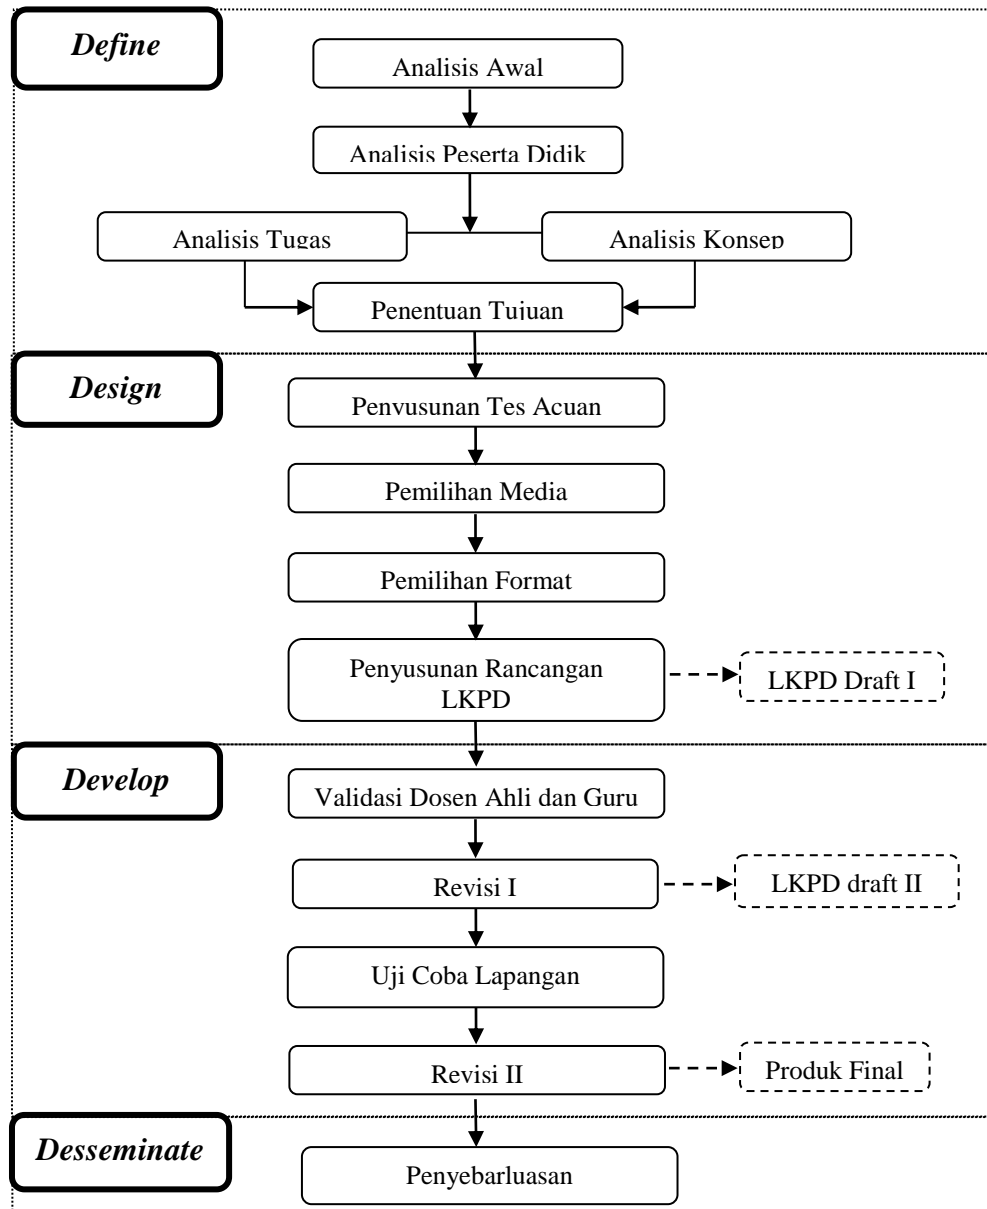 Define
Analisis Awal
Analisis Peserta Didik
Analisis Tugas
Analisis Konsep
Penentuan Tujuan
Design
Penyusunan Tes Acuan
Pemilihan Media
Pemilihan Format
Penyusunan Rancangan
LKPD
LKPD Draft I
Develop
Validasi Dosen Ahli dan Guru
Revisi I
LKPD draft II
Uji Coba Lapangan
Revisi II
Produk Final
Desseminate
Penyebarluasan